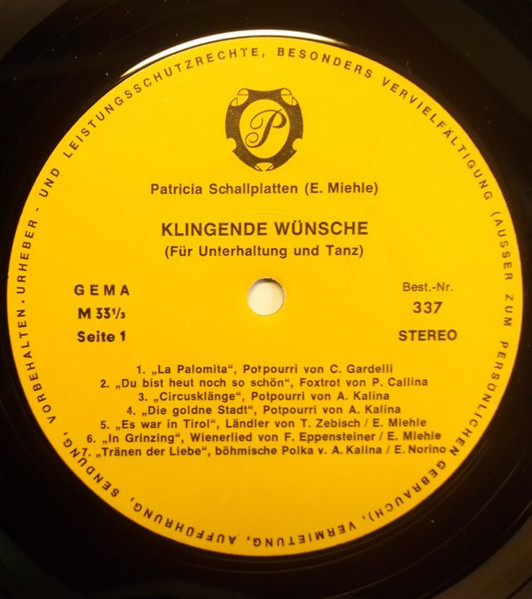 P
Patricia Schallplatten (E. Miehle)
KLINGENDE WÜNSCHE
(Für Unterhaltung und Tanz)
GEMA
M 33⅓
Seite 1
Best.-Nr.
337
STEREO
1. „La Palomita“, Potpourri von C. Gardelli
2. „Du bist heut noch so schön“, Foxtrot von P. Callina
3. „Circusklänge“, Potpourri von A. Kalina
4. „Die goldne Stadt“, Potpourri von A. Kalina
5. „Es war in Tirol“, Ländler von T. Zebisch / E. Miehle
6. „In Grinzing“, Wienerlied von F. Eppensteiner / E. Miehle
7. „Tränen der Liebe“, böhmische Polka v. A. Kalina / E. Norino
URHEBER- UND LEISTUNGSSCHUTZRECHTE, BESONDERS VERVIELFÄLTIGUNG (AUSSER ZUM PERSÖNLICHEN GEBRAUCH), VERMIETUNG, AUFFÜHRUNG, SENDUNG, VORBEHALTEN -